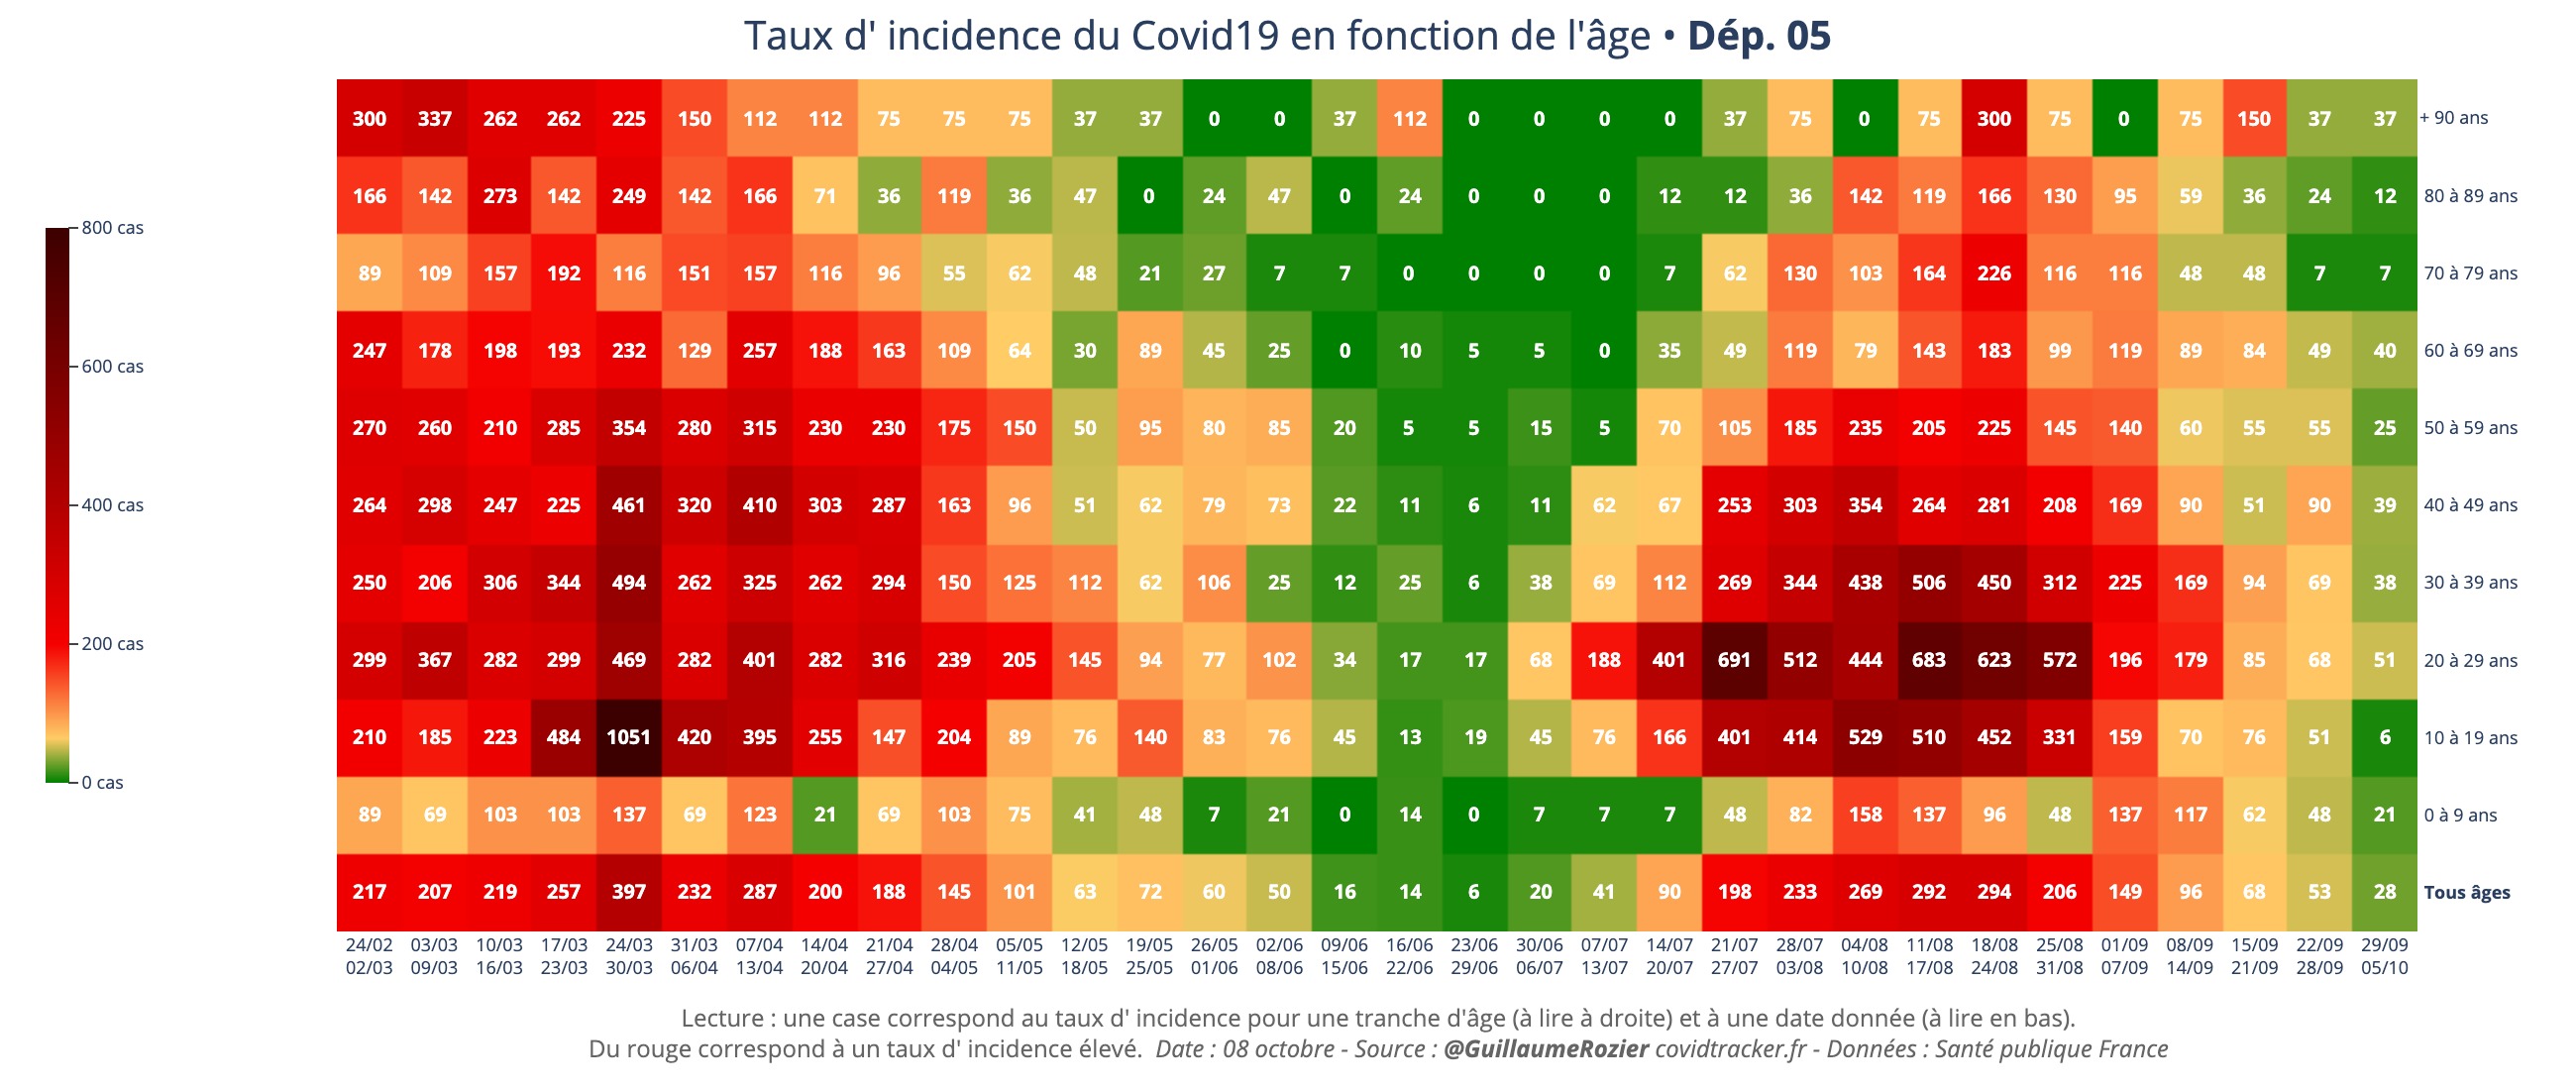 Taux d' incidence du Covid19 en fonction de l'âge • Dép. 05
800 cas
600 cas
400 cas
200 cas
0 cas
300 337 262 262 225 150 112 112 75 75 75 37 37 0 0 37 112 0 0 0 0 37 75 0 75 300 75 0 75 150 37 37 + 90 ans
166 142 273 142 249 142 166 71 36 119 36 47 0 24 47 0 24 0 0 0 12 12 36 142 119 166 130 95 59 36 24 12 80 à 89 ans
89 109 157 192 116 151 157 116 96 55 62 48 21 27 7 7 0 0 0 0 7 62 130 103 164 226 116 116 48 48 7 7 70 à 79 ans
247 178 198 193 232 129 257 188 163 109 64 30 89 45 25 0 10 5 5 0 35 49 119 79 143 183 99 119 89 84 49 40 60 à 69 ans
270 260 210 285 354 280 315 230 230 175 150 50 95 80 85 20 5 5 15 5 70 105 185 235 205 225 145 140 60 55 55 25 50 à 59 ans
264 298 247 225 461 320 410 303 287 163 96 51 62 79 73 22 11 6 11 62 67 253 303 354 264 281 208 169 90 51 90 39 40 à 49 ans
250 206 306 344 494 262 325 262 294 150 125 112 62 106 25 12 25 6 38 69 112 269 344 438 506 450 312 225 169 94 69 38 30 à 39 ans
299 367 282 299 469 282 401 282 316 239 205 145 94 77 102 34 17 17 68 188 401 691 512 444 683 623 572 196 179 85 68 51 20 à 29 ans
210 185 223 484 1051 420 395 255 147 204 89 76 140 83 76 45 13 19 45 76 166 401 414 529 510 452 331 159 70 76 51 6 10 à 19 ans
89 69 103 103 137 69 123 21 69 103 75 41 48 7 21 0 14 0 7 7 7 48 82 158 137 96 48 137 117 62 48 21 0 à 9 ans
217 207 219 257 397 232 287 200 188 145 101 63 72 60 50 16 14 6 20 41 90 198 233 269 292 294 206 149 96 68 53 28 Tous âges
24/02 03/03 10/03 17/03 24/03 31/03 07/04 14/04 21/04 28/04 05/05 12/05 19/05 26/05 02/06 09/06 16/06 23/06 30/06 07/07 14/07 21/07 28/07 04/08 11/08 18/08 25/08 01/09 08/09 15/09 22/09 29/09
02/03 09/03 16/03 23/03 30/03 06/04 13/04 20/04 27/04 04/05 11/05 18/05 25/05 01/06 08/06 15/06 22/06 29/06 06/07 13/07 20/07 27/07 03/08 10/08 17/08 24/08 31/08 07/09 14/09 21/09 28/09 05/10
Lecture : une case correspond au taux d' incidence pour une tranche d'âge (à lire à droite) et à une date donnée (à lire en bas).
Du rouge correspond à un taux d' incidence élevé. Date : 08 octobre - Source : @GuillaumeRozier covidtracker.fr - Données : Santé publique France